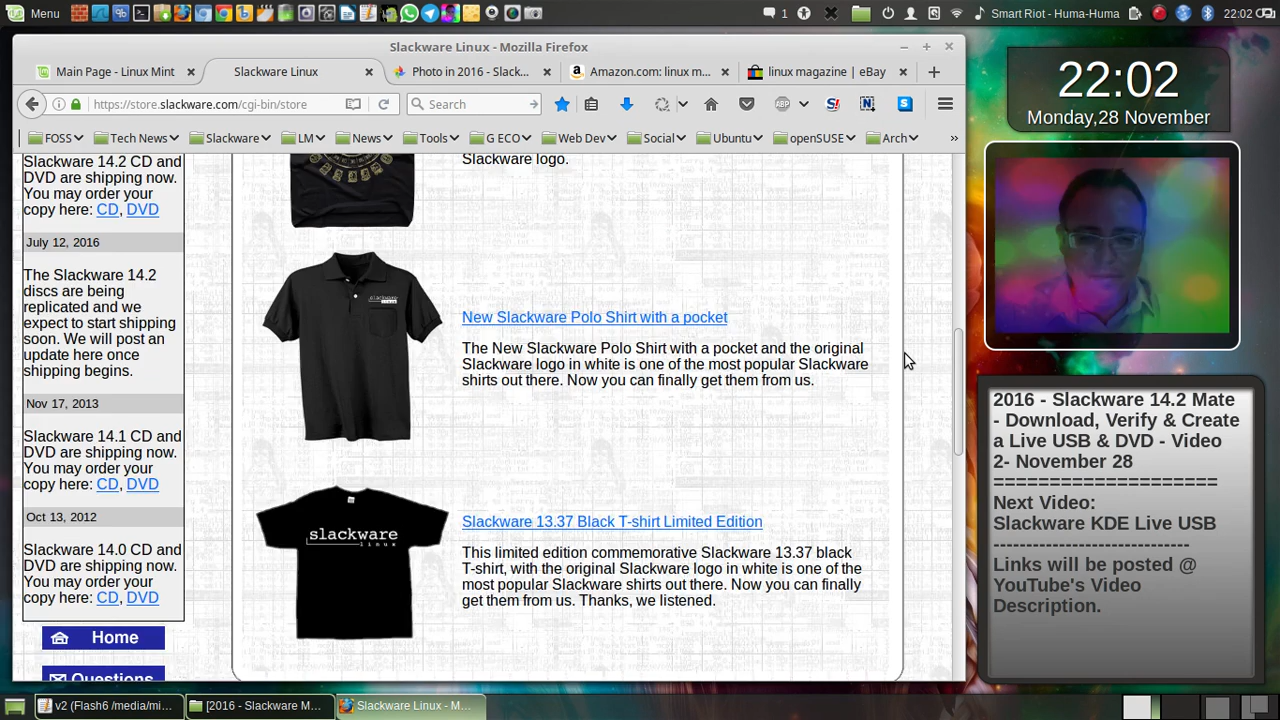 Menu
1
Smart Riot - Huma-Huma
22:02
Slackware Linux - Mozilla Firefox
Main Page - Linux Mint
Slackware Linux
Photo in 2016 - Slack...
Amazon.com: linux m...
linux magazine | eBay
https://store.slackware.com/cgi-bin/store
Search
ABP
FOSS
Tech News
Slackware
LM
News
Tools
G ECO
Web Dev
Social
Ubuntu
openSUSE
Arch
»
Slackware 14.2 CD and
DVD are shipping now.
You may order your
copy here: CD, DVD
July 12, 2016
The Slackware 14.2
discs are being
replicated and we
expect to start shipping
soon. We will post an
update here once
shipping begins.
Nov 17, 2013
Slackware 14.1 CD and
DVD are shipping now.
You may order your
copy here: CD, DVD
Oct 13, 2012
Slackware 14.0 CD and
DVD are shipping now.
You may order your
copy here: CD, DVD
Home
Questions
Slackware logo.
slackware
linux
New Slackware Polo Shirt with a pocket
The New Slackware Polo Shirt with a pocket and the original
Slackware logo in white is one of the most popular Slackware
shirts out there. Now you can finally get them from us.
slackware
linux
Slackware 13.37 Black T-shirt Limited Edition
This limited edition commemorative Slackware 13.37 black
T-shirt, with the original Slackware logo in white is one of the
most popular Slackware shirts out there. Now you can finally
get them from us. Thanks, we listened.
22:02
Monday,28 November
2016 - Slackware 14.2 Mate
- Download, Verify & Create
a Live USB & DVD - Video
2- November 28
=====================
Next Video:
Slackware KDE Live USB
---------------------------
Links will be posted @
YouTube's Video
Description.
v2 (Flash6 /media/mi...
[2016 - Slackware M...
Slackware Linux - M...